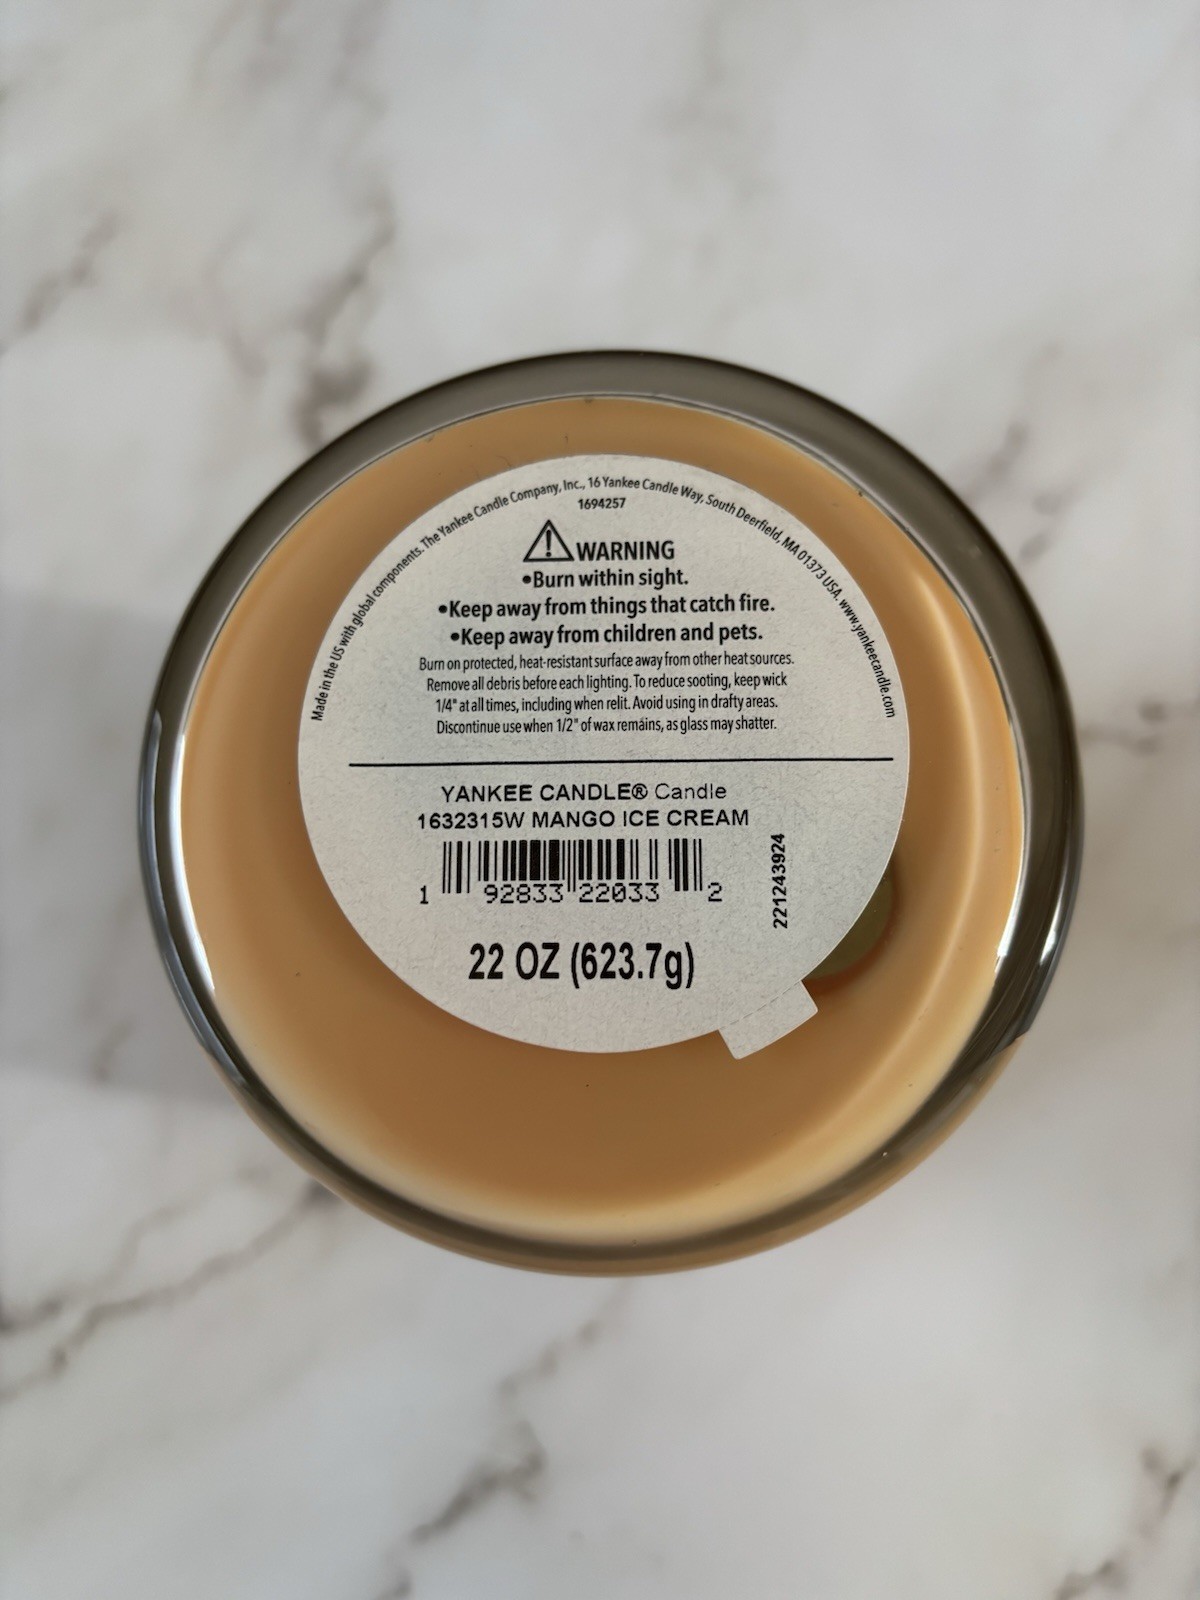 Made in the US with global components. The Yankee Candle Company, Inc., 16 Yankee Candle Way, South Deerfield, MA 01373 USA. www.yankeecandle.com
1694257
WARNING
•Burn within sight.
•Keep away from things that catch fire.
•Keep away from children and pets.
Burn on protected, heat-resistant surface away from other heat sources.
Remove all debris before each lighting. To reduce sooting, keep wick
1/4" at all times, including when relit. Avoid using in drafty areas.
Discontinue use when 1/2" of wax remains, as glass may shatter.
YANKEE CANDLE® Candle
1632315W MANGO ICE CREAM
1 92833 22033 2
221243924
22 OZ (623.7g)